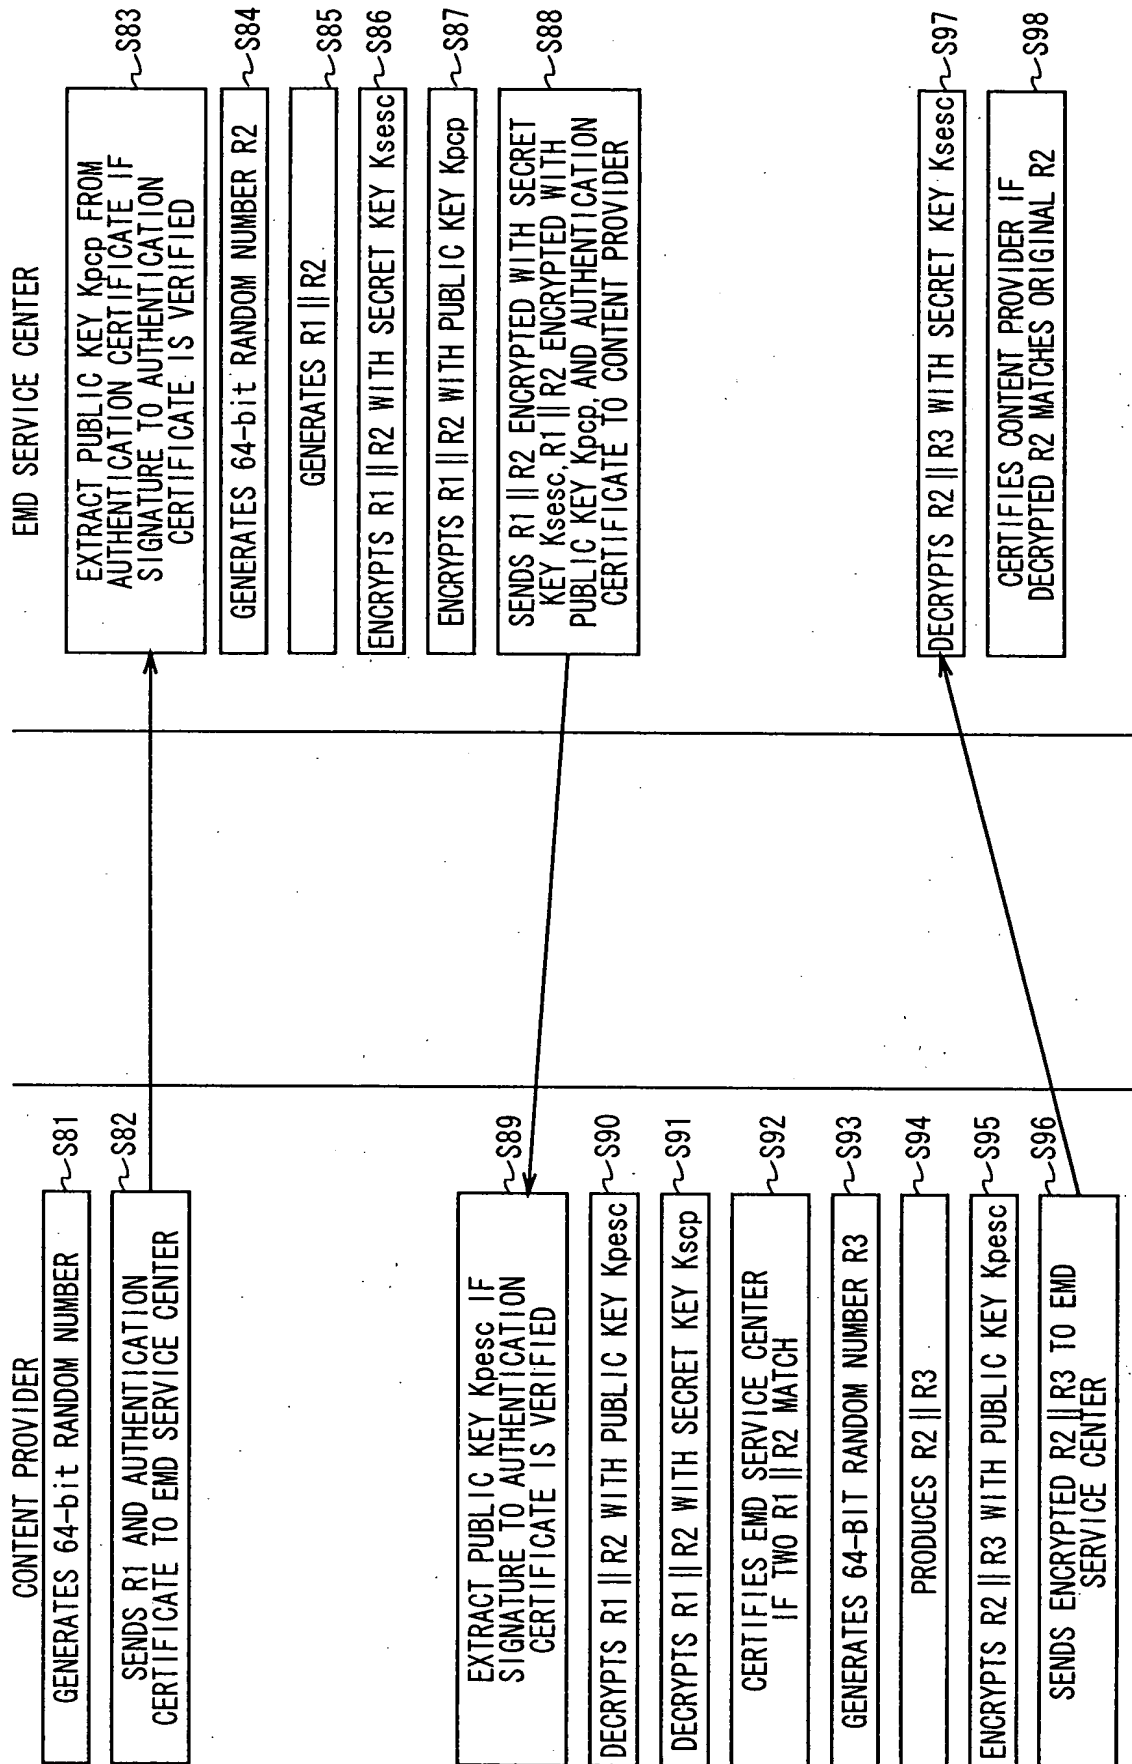 CONTENT PROVIDER
GENERATES 64-bit RANDOM NUMBER
S81
SENDS R1 AND AUTHENTICATION
CERTIFICATE TO EMD SERVICE CENTER
S82
EXTRACT PUBLIC KEY Kpesc IF
SIGNATURE TO AUTHENTICATION
CERTIFICATE IS VERIFIED
S89
DECRYPTS R1 || R2 WITH PUBLIC KEY Kpesc
S90
DECRYPTS R1 || R2 WITH SECRET KEY Kscp
S91
CERTIFIES EMD SERVICE CENTER
IF TWO R1 || R2 MATCH
S92
GENERATES 64-BIT RANDOM NUMBER R3
S93
PRODUCES R2 || R3
S94
ENCRYPTS R2 || R3 WITH PUBLIC KEY Kpesc
S95
SENDS ENCRYPTED R2 || R3 TO EMD
SERVICE CENTER
S96
EMD SERVICE CENTER
EXTRACT PUBLIC KEY Kpcp FROM
AUTHENTICATION CERTIFICATE IF
SIGNATURE TO AUTHENTICATION
CERTIFICATE IS VERIFIED
S83
GENERATES 64-bit RANDOM NUMBER R2
S84
GENERATES R1 || R2
S85
ENCRYPTS R1 || R2 WITH SECRET KEY Ksesc
S86
ENCRYPTS R1 || R2 WITH PUBLIC KEY Kpcp
S87
SENDS R1 || R2 ENCRYPTED WITH SECRET
KEY Ksesc, R1 || R2 ENCRYPTED WITH
PUBLIC KEY Kpcp, AND AUTHENTICATION
CERTIFICATE TO CONTENT PROVIDER
S88
DECRYPTS R2 || R3 WITH SECRET KEY Ksesc
S97
CERTIFIES CONTENT PROVIDER IF
DECRYPTED R2 MATCHES ORIGINAL R2
S98